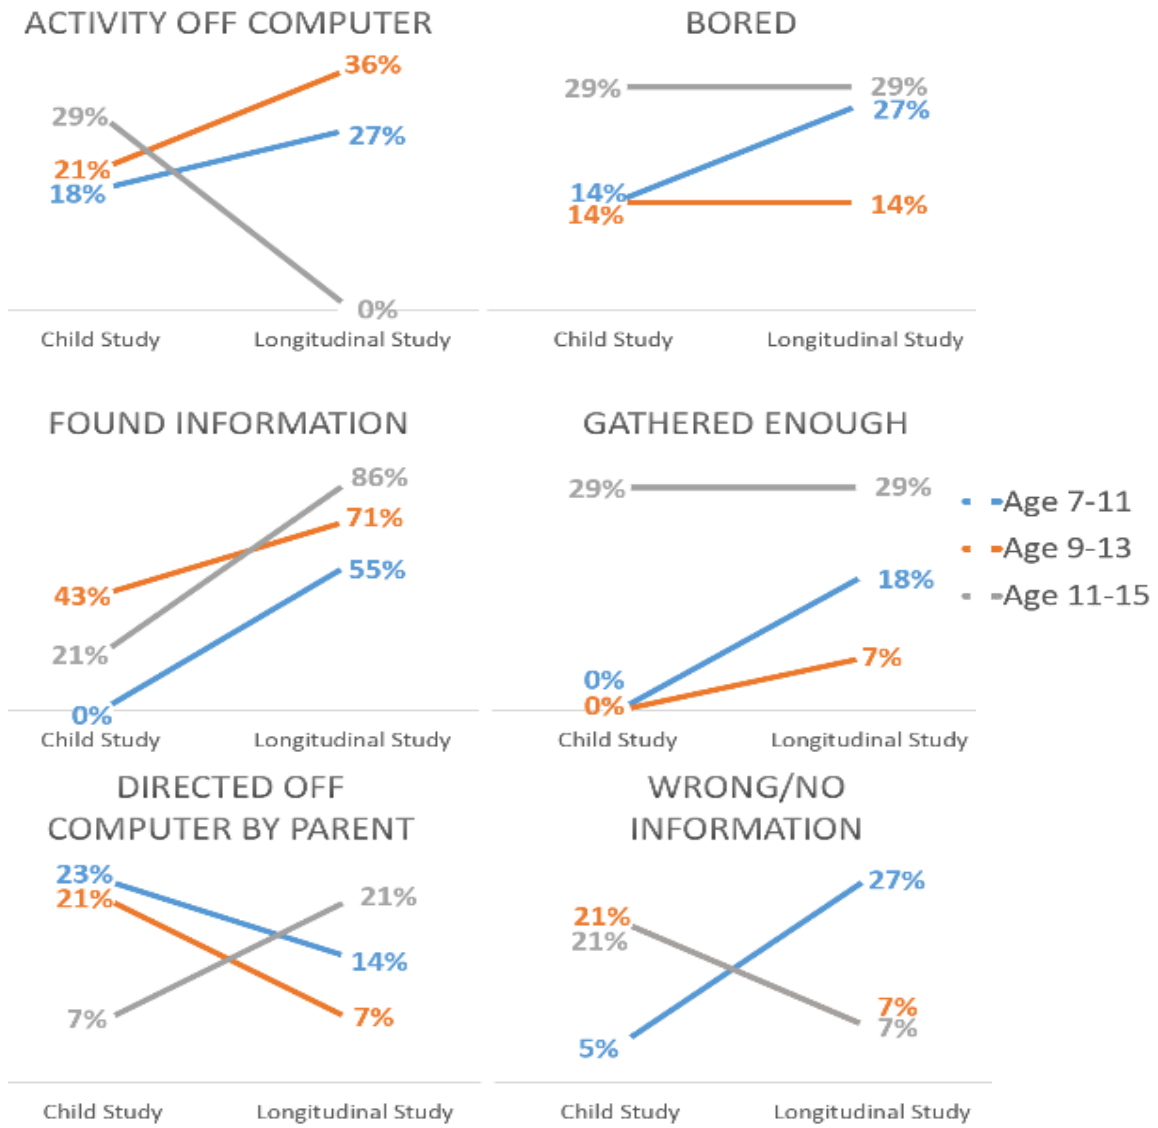 ACTIVITY OFF COMPUTER
36%
29%
27%
21%
18%
0%
Child Study Longitudinal Study
BORED
29% 29%
27%
14%
14% 14%
Child Study Longitudinal Study
FOUND INFORMATION
86%
71%
55%
43%
21%
0%
Child Study Longitudinal Study
GATHERED ENOUGH
29% 29%
18%
0%
7%
0%
Child Study Longitudinal Study
Age 7-11
Age 9-13
Age 11-15
DIRECTED OFF
COMPUTER BY PARENT
23%
21% 21%
14%
7% 7%
Child Study Longitudinal Study
WRONG/NO
INFORMATION
27%
21%
21%
7%
7%
5%
Child Study Longitudinal Study